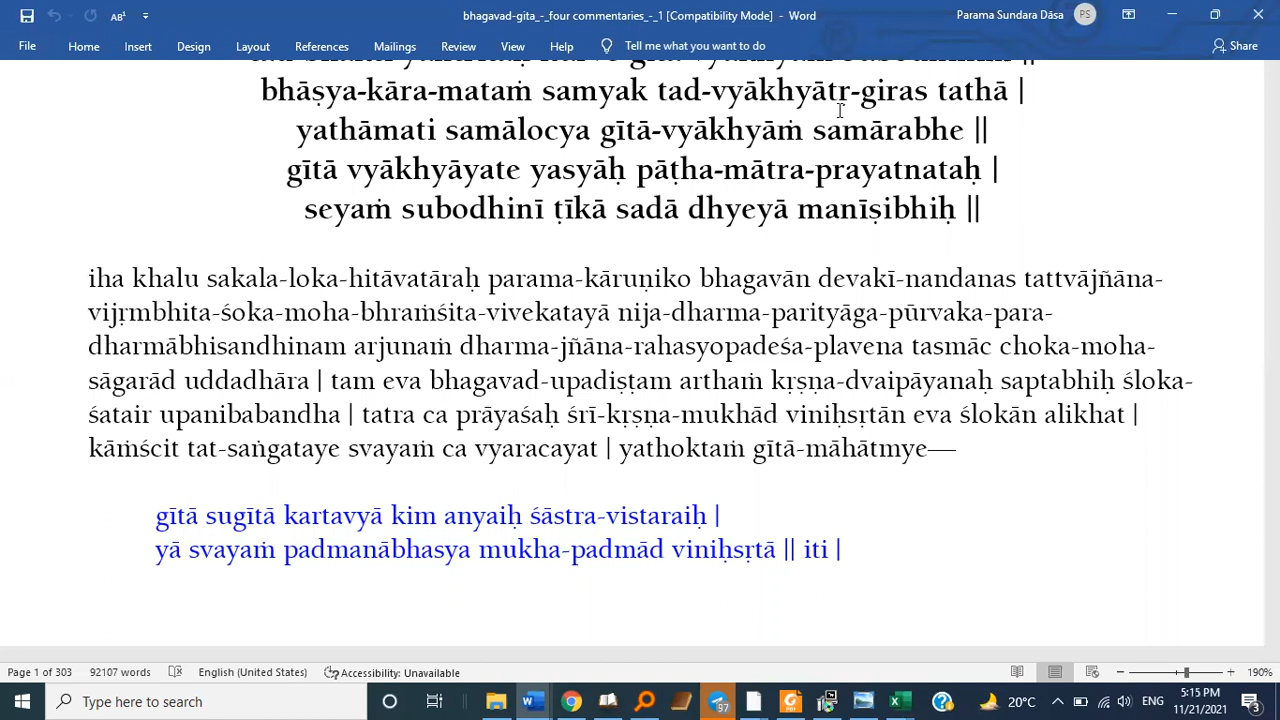 bhagavad-gita_-_four commentaries_-_1 [Compatibility Mode] - Word
Parama Sundara Dāsa
PS
File
Home
Insert
Design
Layout
References
Mailings
Review
View
Help
Tell me what you want to do
Share
bhāṣya-kāra-mataṁ samyak tad-vyākhyātṛ-giras tathā |
yathāmati samālocya gītā-vyākhyāṁ samārabhe ||
gītā vyākhyāyate yasyāḥ pāṭha-mātra-prayatnataḥ |
seyaṁ subodhinī ṭīkā sadā dhyeyā manīṣibhiḥ ||
iha khalu sakala-loka-hitāvatāraḥ parama-kāruṇiko bhagavān devakī-nandanas tattvājñāna-
vijṛmbhita-śoka-moha-bhraṁśita-vivekatayā nija-dharma-parityāga-pūrvaka-para-
dharmābhisandhinam arjunaṁ dharma-jñāna-rahasyopadeśa-plavena tasmāc choka-moha-
sāgarād uddadhāra | tam eva bhagavad-upadiṣṭam arthaṁ kṛṣṇa-dvaipāyanaḥ saptabhiḥ śloka-
śatair upanibabandha | tatra ca prāyaśaḥ śrī-kṛṣṇa-mukhād viniḥsṛtān eva ślokān alikhat |
kāṁścit tat-saṅgataye svayaṁ ca vyaracayat | yathoktaṁ gītā-māhātmye—
gītā sugītā kartavyā kim anyaiḥ śāstra-vistaraiḥ |
yā svayaṁ padmanābhasya mukha-padmād viniḥsṛtā || iti |
Page 1 of 303
92107 words
English (United States)
Accessibility: Unavailable
190%
Type here to search
97
20°C
ENG
5:15 PM
11/21/2021
3